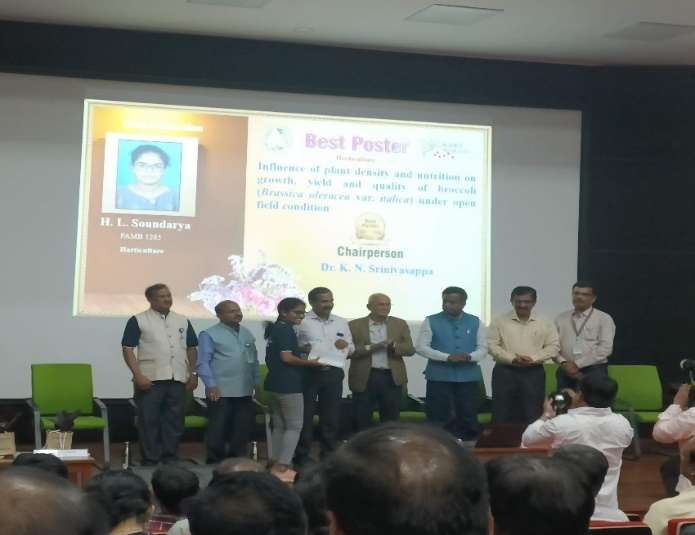 Best Poster
Horticulture
Influence of plant density and nutrition on
growth, yield and quality of broccoli
(Brassica oleracea var. italica) under open
field condition
Best
Poster
Chairperson
Dr. K. N. Srinivasappa
H. L. Soundarya
PAMB 1285
Horticulture